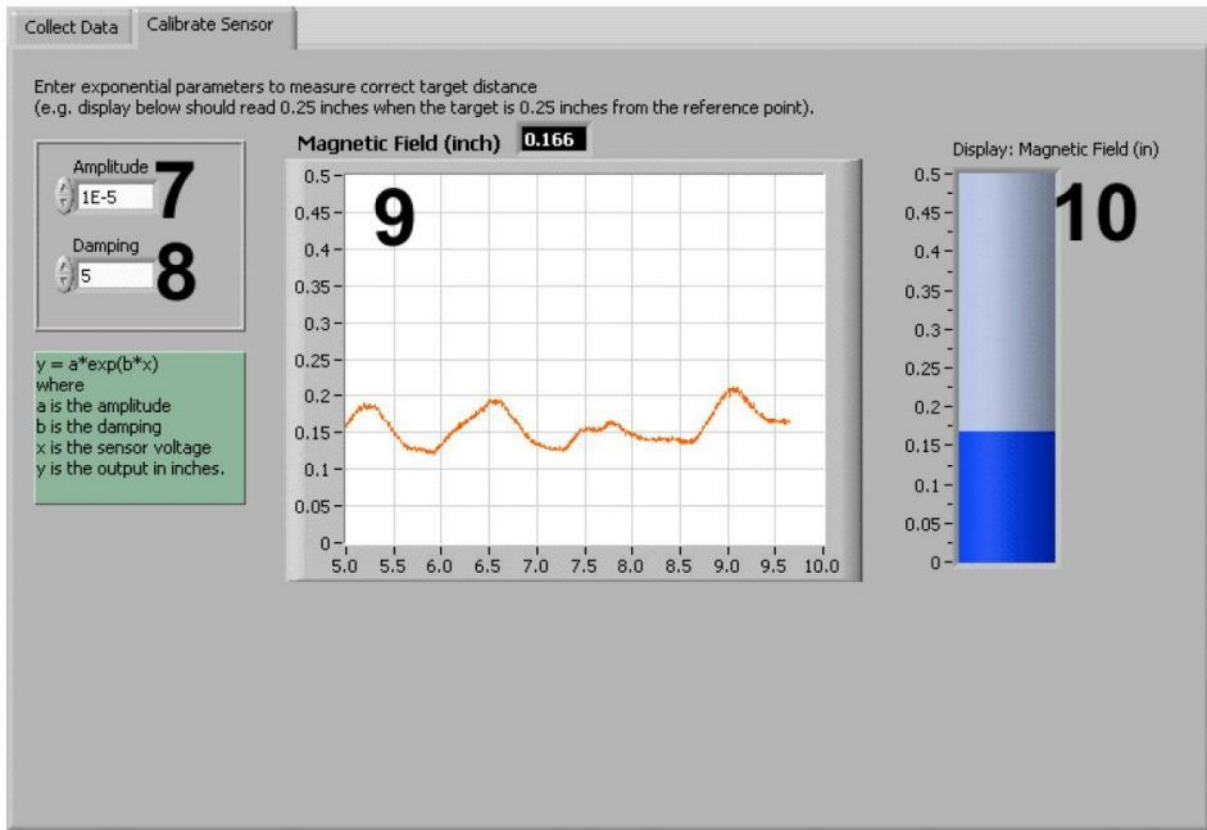 Collect Data
Calibrate Sensor
Enter exponential parameters to measure correct target distance
(e.g. display below should read 0.25 inches when the target is 0.25 inches from the reference point).
Amplitude
1E-5
7
Damping
5
8
y = a*exp(b*x)
where
a is the amplitude
b is the damping
x is the sensor voltage
y is the output in inches.
Magnetic Field (inch) 0.166
9
0.5
0.45
0.4
0.35
0.3
0.25
0.2
0.15
0.1
0.05
0
5.0 5.5 6.0 6.5 7.0 7.5 8.0 8.5 9.0 9.5 10.0
Display: Magnetic Field (in)
10
0.5
0.45
0.4
0.35
0.3
0.25
0.2
0.15
0.1
0.05
0